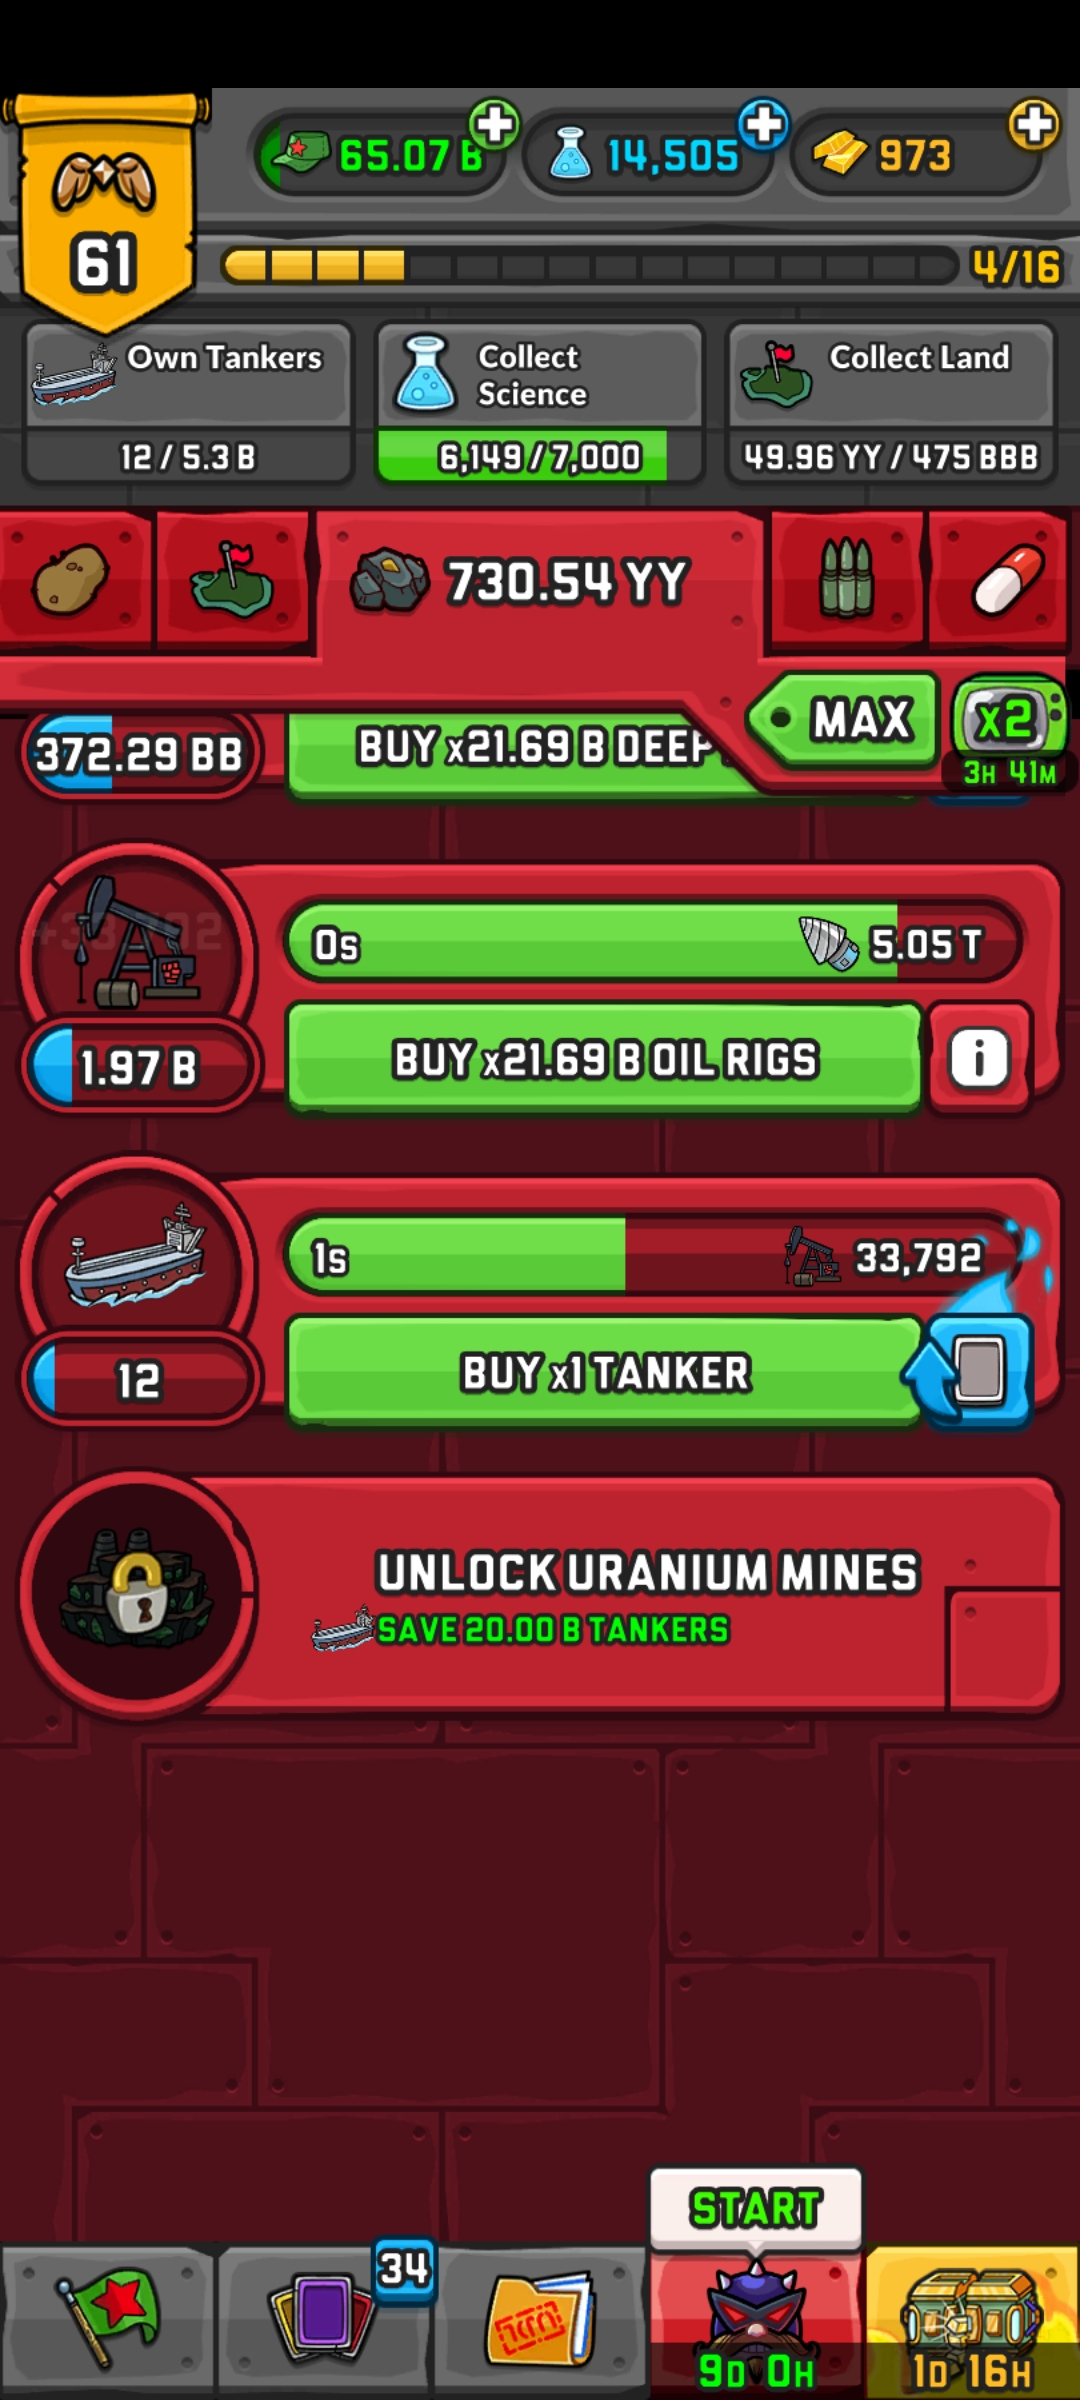 65.07 B
14,505
973
61
4/16
Own Tankers
12 / 5.3 B
Collect
Science
6,149 / 7,000
Collect Land
49.96 YY / 475 BBB
730.54 YY
MAX
x2
3H 41M
372.29 BB
BUY x21.69 B DEEP
+33,792
0s
5.05 T
1.97 B
BUY x21.69 B OIL RIGS
i
1s
33,792
12
BUY x1 TANKER
UNLOCK URANIUM MINES
SAVE 20.00 B TANKERS
START
34
9D 0H
1D 16H